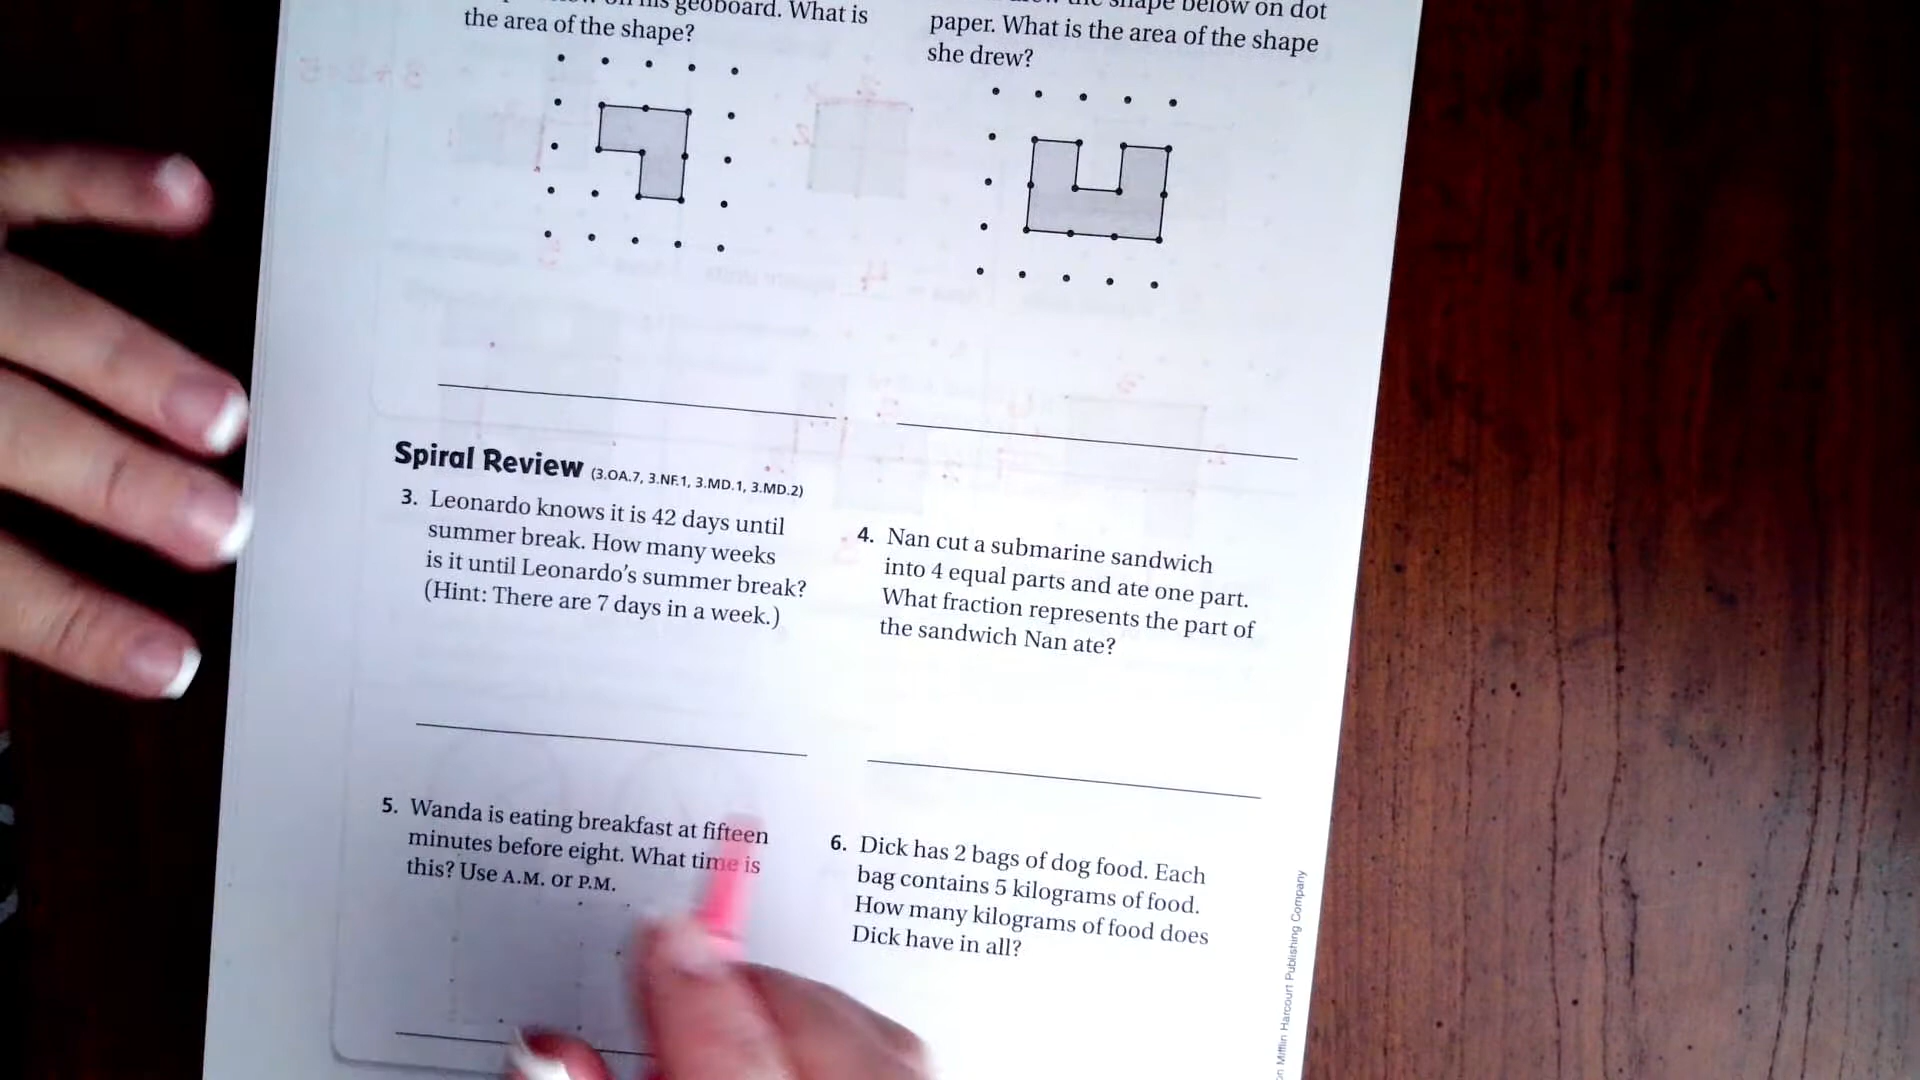 on his geoboard. What is
the area of the shape?
the shape below on dot
paper. What is the area of the shape
she drew?
Spiral Review (3.OA.7, 3.NF.1, 3.MD.1, 3.MD.2)
3. Leonardo knows it is 42 days until
summer break. How many weeks
is it until Leonardo's summer break?
(Hint: There are 7 days in a week.)
4. Nan cut a submarine sandwich
into 4 equal parts and ate one part.
What fraction represents the part of
the sandwich Nan ate?
5. Wanda is eating breakfast at fifteen
minutes before eight. What time is
this? Use A.M. or P.M.
6. Dick has 2 bags of dog food. Each
bag contains 5 kilograms of food.
How many kilograms of food does
Dick have in all?
Mifflin Harcourt Publishing Company